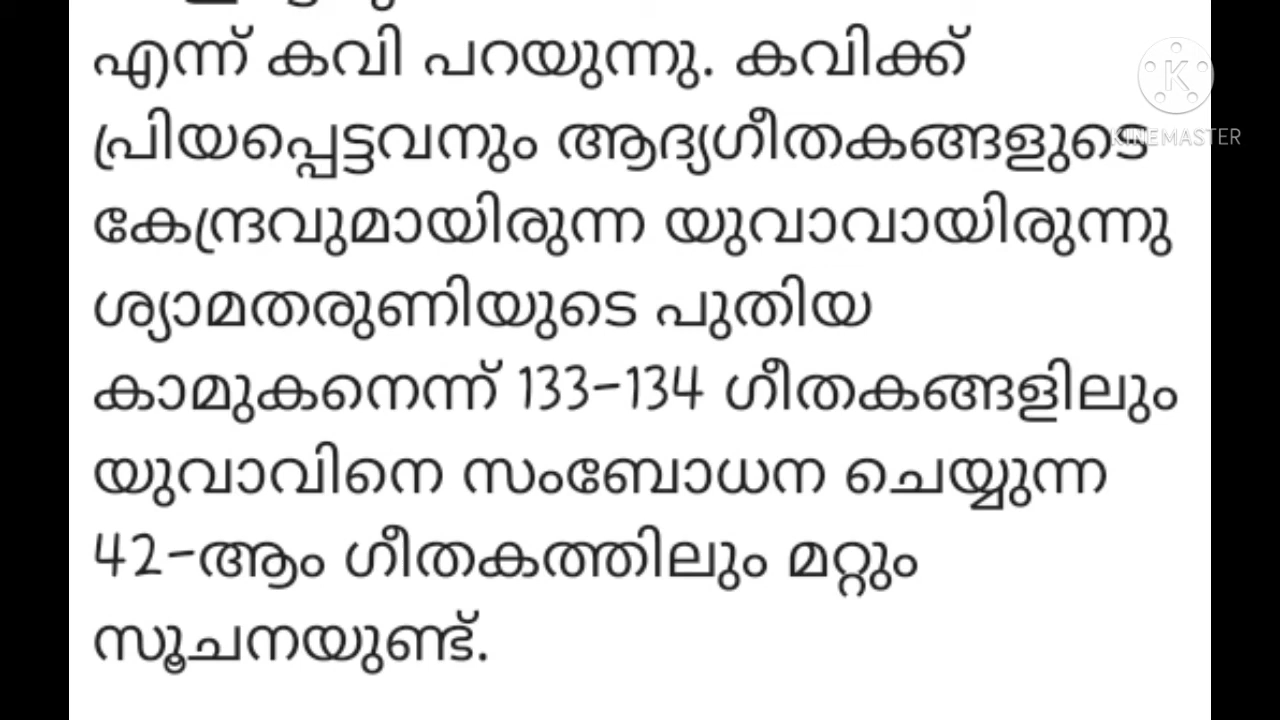 എന്ന് കവി പറയുന്നു. കവിക്ക്
പ്രിയപ്പെട്ടവനും ആദ്യഗീതകങ്ങളുടെ
കേന്ദ്രവുമായിരുന്ന യുവാവായിരുന്നു
ശ്യാമതരുണിയുടെ പുതിയ
കാമുകനെന്ന് 133-134 ഗീതകങ്ങളിലും
യുവാവിനെ സംബോധന ചെയ്യുന്ന
42-ആം ഗീതകത്തിലും മറ്റും
സൂചനയുണ്ട്.
K
KINEMASTER